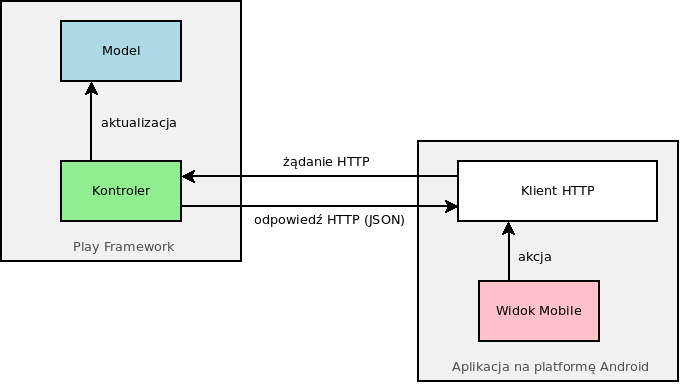 Model
aktualizacja
żądanie HTTP
Kontroler
Klient HTTP
odpowiedź HTTP (JSON)
Play Framework
akcja
Widok Mobile
Aplikacja na platformę Android